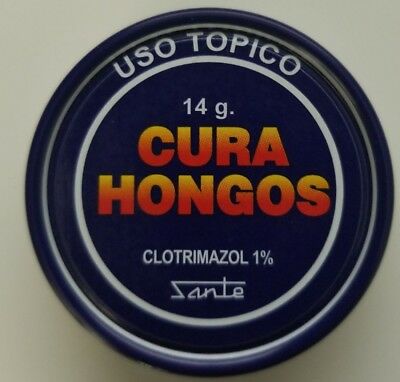 USO TOPICO
14 g.
CURA
HONGOS
CLOTRIMAZOL 1%
Sante